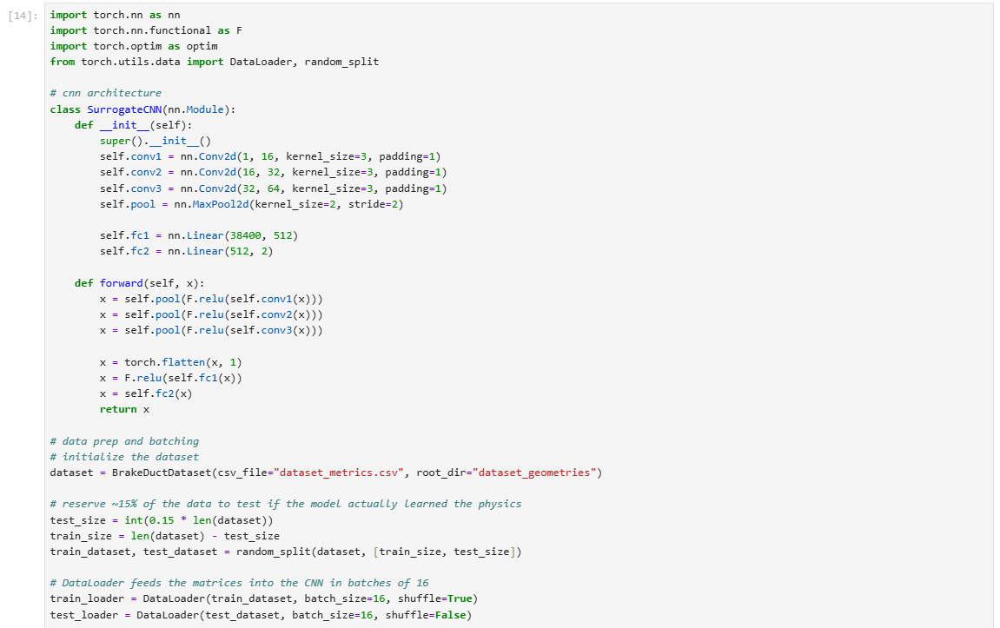 [14]:
import torch.nn as nn
import torch.nn.functional as F
import torch.optim as optim
from torch.utils.data import DataLoader, random_split

# cnn architecture
class SurrogateCNN(nn.Module):
    def __init__(self):
        super().__init__()
        self.conv1 = nn.Conv2d(1, 16, kernel_size=3, padding=1)
        self.conv2 = nn.Conv2d(16, 32, kernel_size=3, padding=1)
        self.conv3 = nn.Conv2d(32, 64, kernel_size=3, padding=1)
        self.pool = nn.MaxPool2d(kernel_size=2, stride=2)

        self.fc1 = nn.Linear(38400, 512)
        self.fc2 = nn.Linear(512, 2)

    def forward(self, x):
        x = self.pool(F.relu(self.conv1(x)))
        x = self.pool(F.relu(self.conv2(x)))
        x = self.pool(F.relu(self.conv3(x)))

        x = torch.flatten(x, 1)
        x = F.relu(self.fc1(x))
        x = self.fc2(x)
        return x

# data prep and batching
# initialize the dataset
dataset = BrakeDuctDataset(csv_file="dataset_metrics.csv", root_dir="dataset_geometries")

# reserve ~15% of the data to test if the model actually learned the physics
test_size = int(0.15 * len(dataset))
train_size = len(dataset) - test_size
train_dataset, test_dataset = random_split(dataset, [train_size, test_size])

# DataLoader feeds the matrices into the CNN in batches of 16
train_loader = DataLoader(train_dataset, batch_size=16, shuffle=True)
test_loader = DataLoader(test_dataset, batch_size=16, shuffle=False)